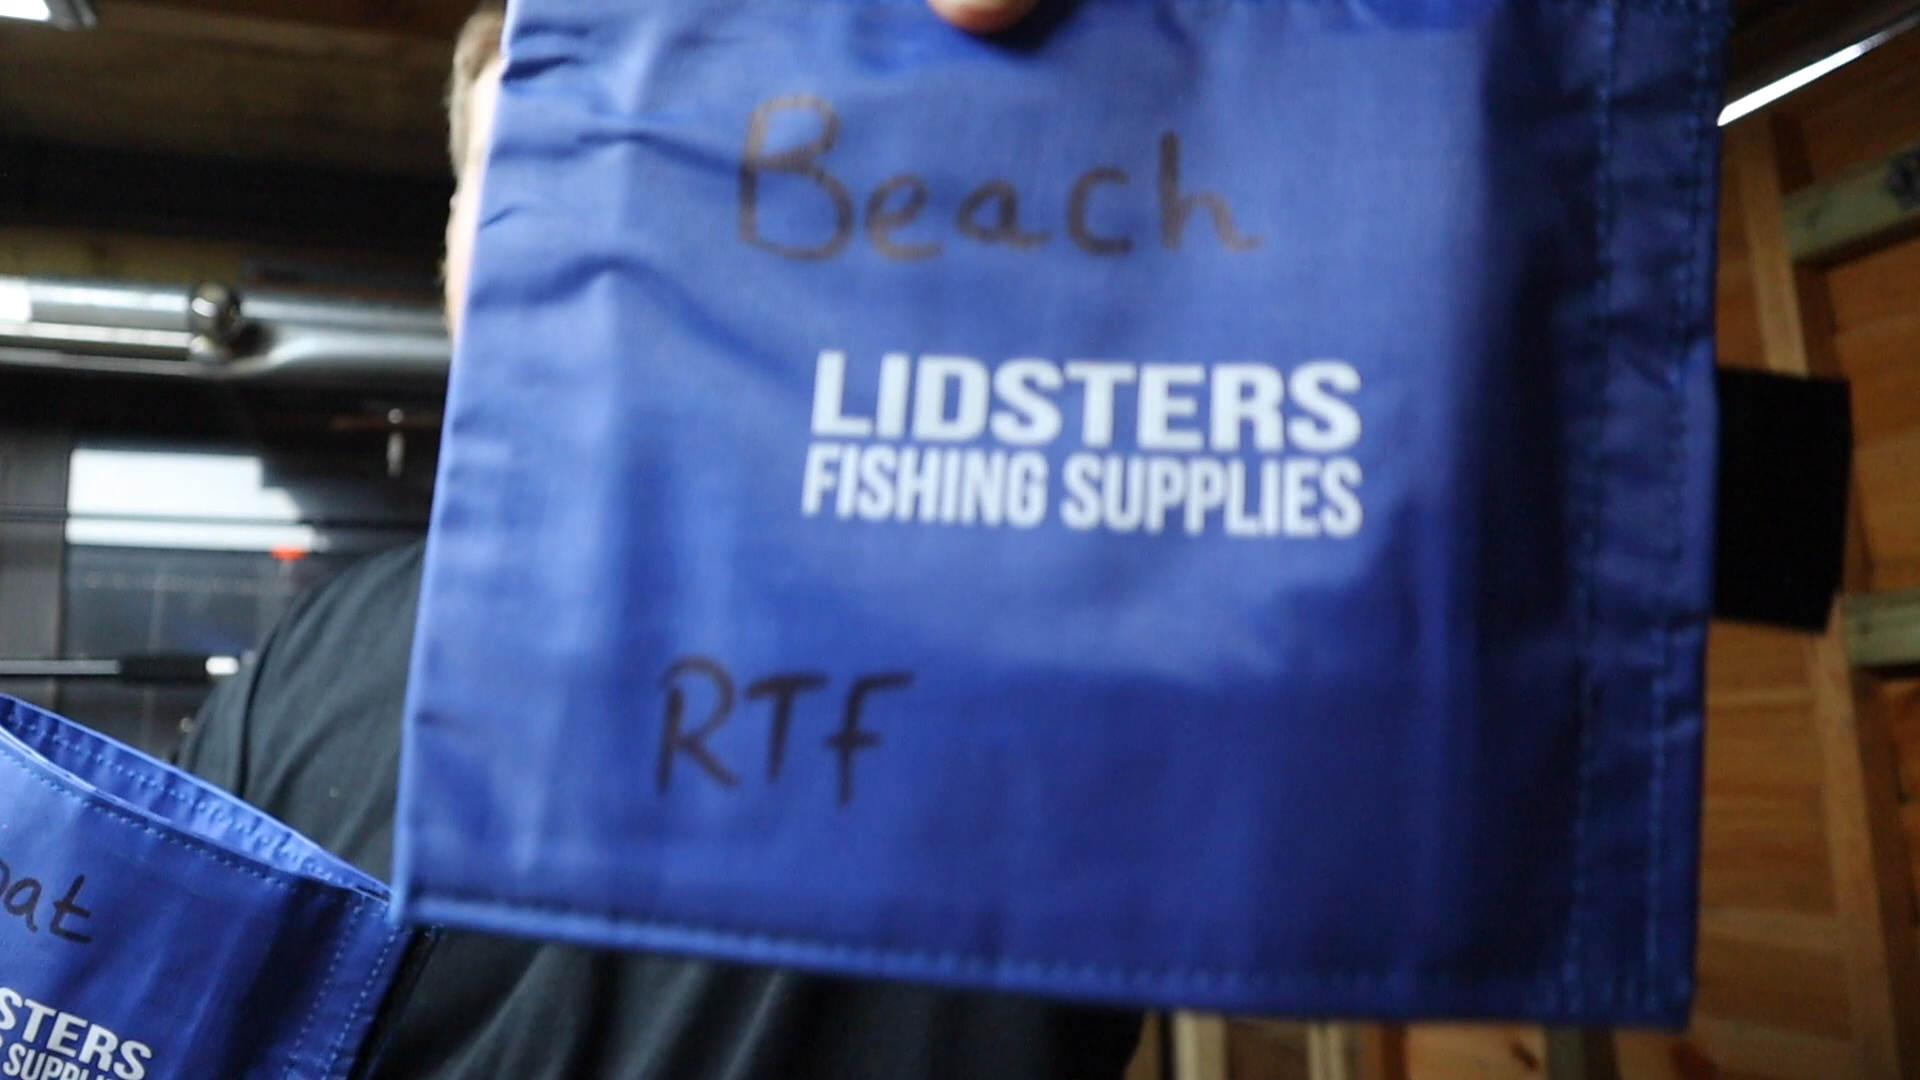 Beach
LIDSTERS
FISHING SUPPLIES
RTF
oat
STERS
SUPPLI